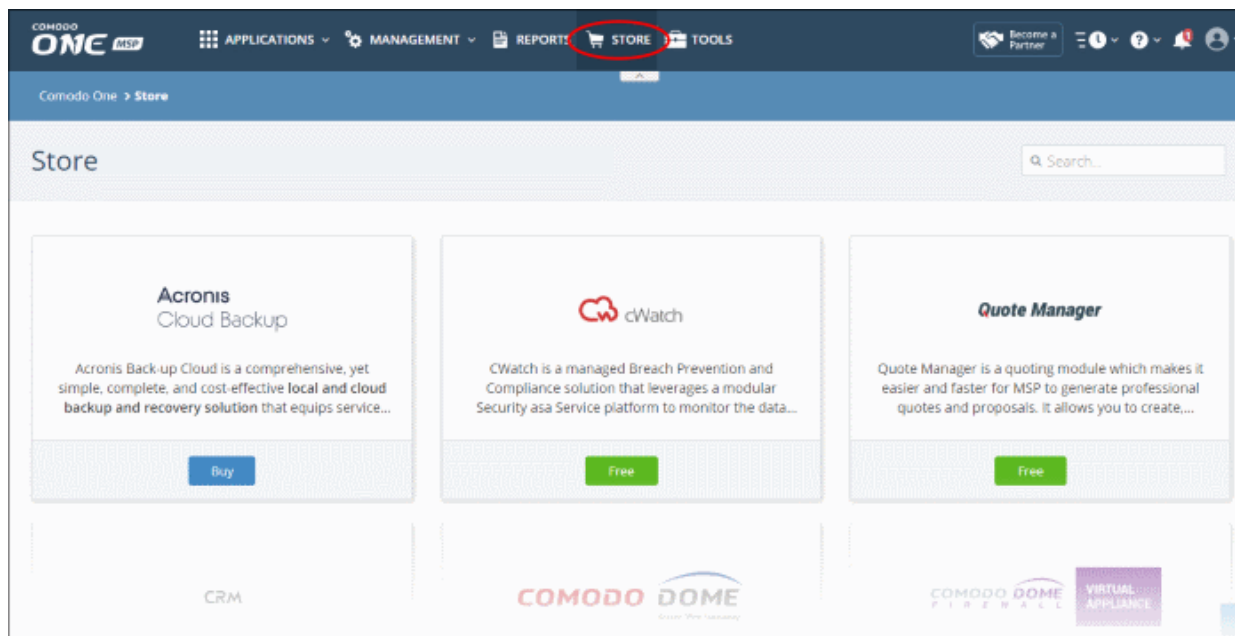 COMODO
ONE MSP
APPLICATIONS
MANAGEMENT
REPORTS
STORE
TOOLS
Become a
Partner
Comodo One > Store
Store
Search...
Acronis
Cloud Backup
Acronis Back-up Cloud is a comprehensive, yet
simple, complete, and cost-effective local and cloud
backup and recovery solution that equips service...
Buy
cWatch
CWatch is a managed Breach Prevention and
Compliance solution that leverages a modular
Security asa Service platform to monitor the data...
Free
Quote Manager
Quote Manager is a quoting module which makes it
easier and faster for MSP to generate professional
quotes and proposals. It allows you to create,...
Free
CRM
COMODO DOME
COMODO DOME
FIREWALL
VIRTUAL
APPLIANCE